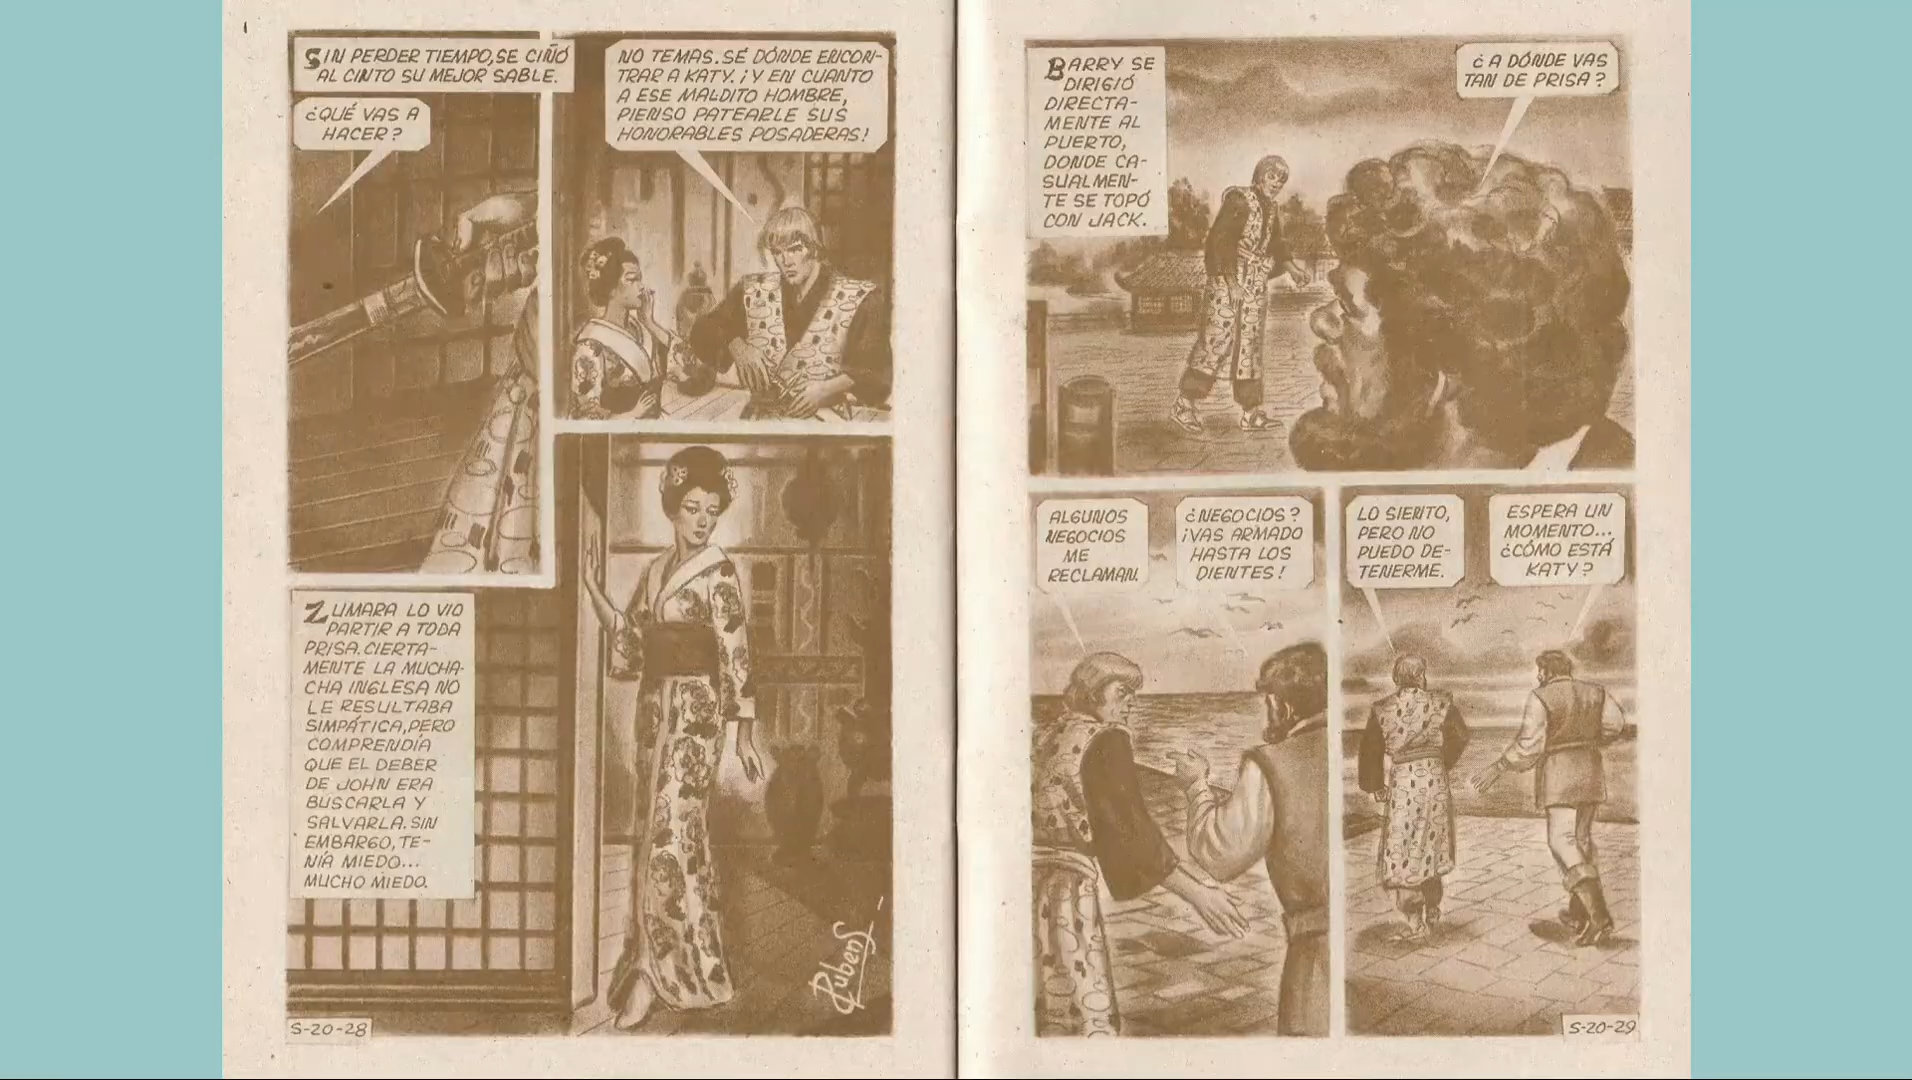 SIN PERDER TIEMPO, SE CIÑÓ
AL CINTO SU MEJOR SABLE.
¿QUÉ VAS A
HACER?
NO TEMAS. SÉ DÓNDE ENCON-
TRAR A KATY. ¡Y EN CUANTO
A ESE MALDITO HOMBRE,
PIENSO PATEARLE SUS
HONORABLES POSADERAS!
ZUMARA LO VIO
PARTIR A TODA
PRISA. CIERTA-
MENTE LA MUCHA-
CHA INGLESA NO
LE RESULTABA
SIMPÁTICA, PERO
COMPRENDÍA
QUE EL DEBER
DE JOHN ERA
BUSCARLA Y
SALVARLA. SIN
EMBARGO, TE-
NÍA MIEDO...
MUCHO MIEDO.
Rubens
S-20-28
BARRY SE
DIRIGIÓ
DIRECTA-
MENTE AL
PUERTO,
DONDE CA-
SUALMEN-
TE SE TOPÓ
CON JACK.
¿A DÓNDE VAS
TAN DE PRISA?
ALGUNOS
NEGOCIOS
ME
RECLAMAN.
¿NEGOCIOS?
¡VAS ARMADO
HASTA LOS
DIENTES!
LO SIENTO,
PERO NO
PUEDO DE-
TENERME.
ESPERA UN
MOMENTO...
¿CÓMO ESTÁ
KATY?
S-20-29